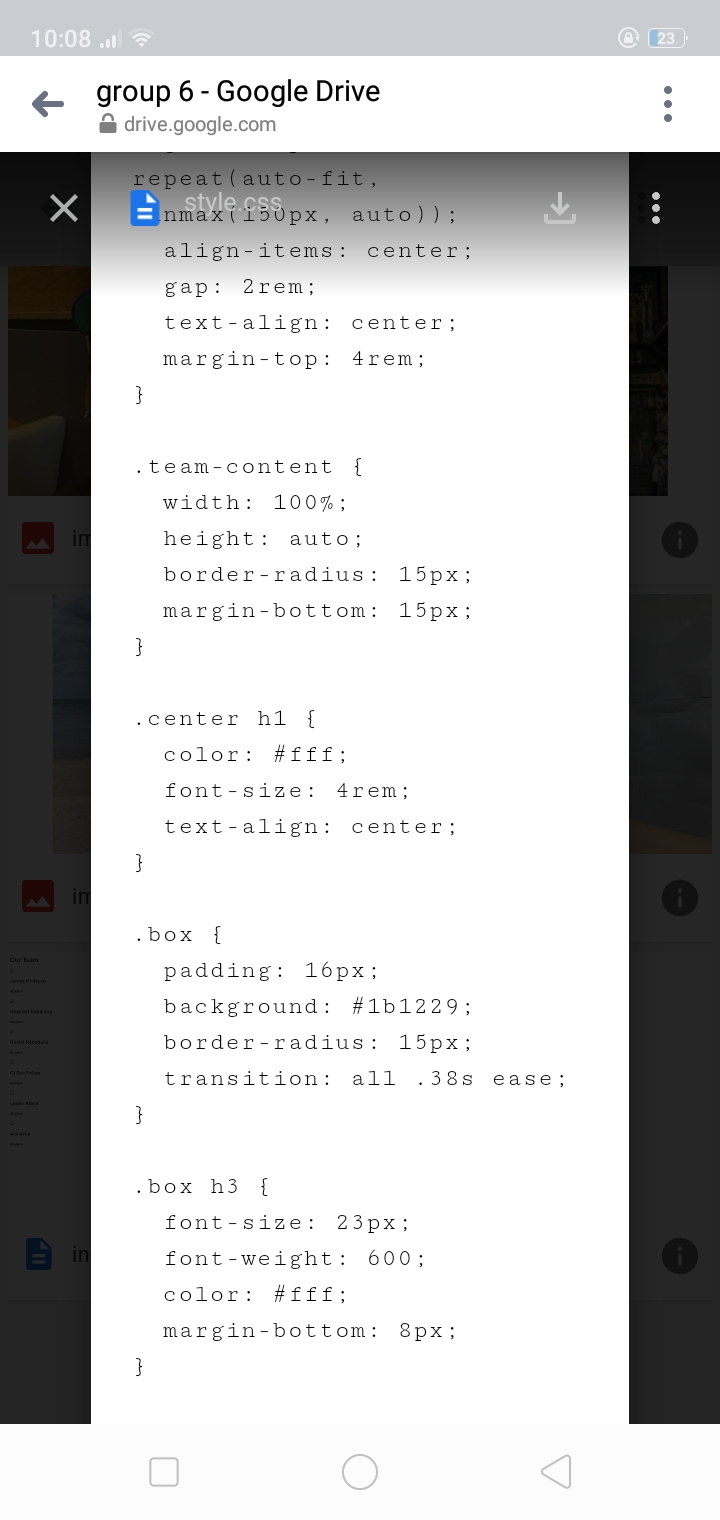 10:08
23
group 6 - Google Drive
drive.google.com
repeat(auto-fit,
style.css
nmax(150px, auto));
align-items: center;
gap: 2rem;
text-align: center;
margin-top: 4rem;
}
.team-content {
width: 100%;
height: auto;
border-radius: 15px;
margin-bottom: 15px;
}
.center h1 {
color: #fff;
font-size: 4rem;
text-align: center;
}
.box {
padding: 16px;
background: #1b1229;
border-radius: 15px;
transition: all .38s ease;
}
.box h3 {
font-size: 23px;
font-weight: 600;
color: #fff;
margin-bottom: 8px;
}
im
im
Our Team
in